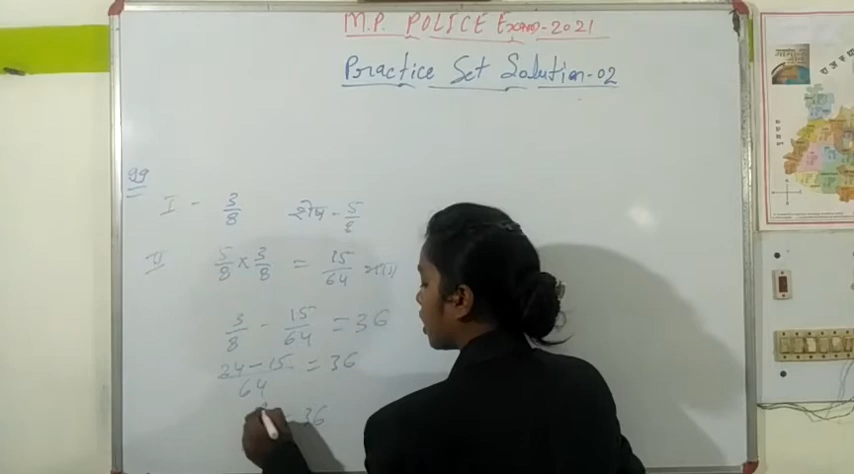 M.P. POLICE Exam-2021
Practice Set Solution-02
99
I - 3/8 शेष - 5/8
II 5/8 × 3/8 = 15/64 भाग
3/8 - 15/64 = 36
24-15/64 = 36
= 36